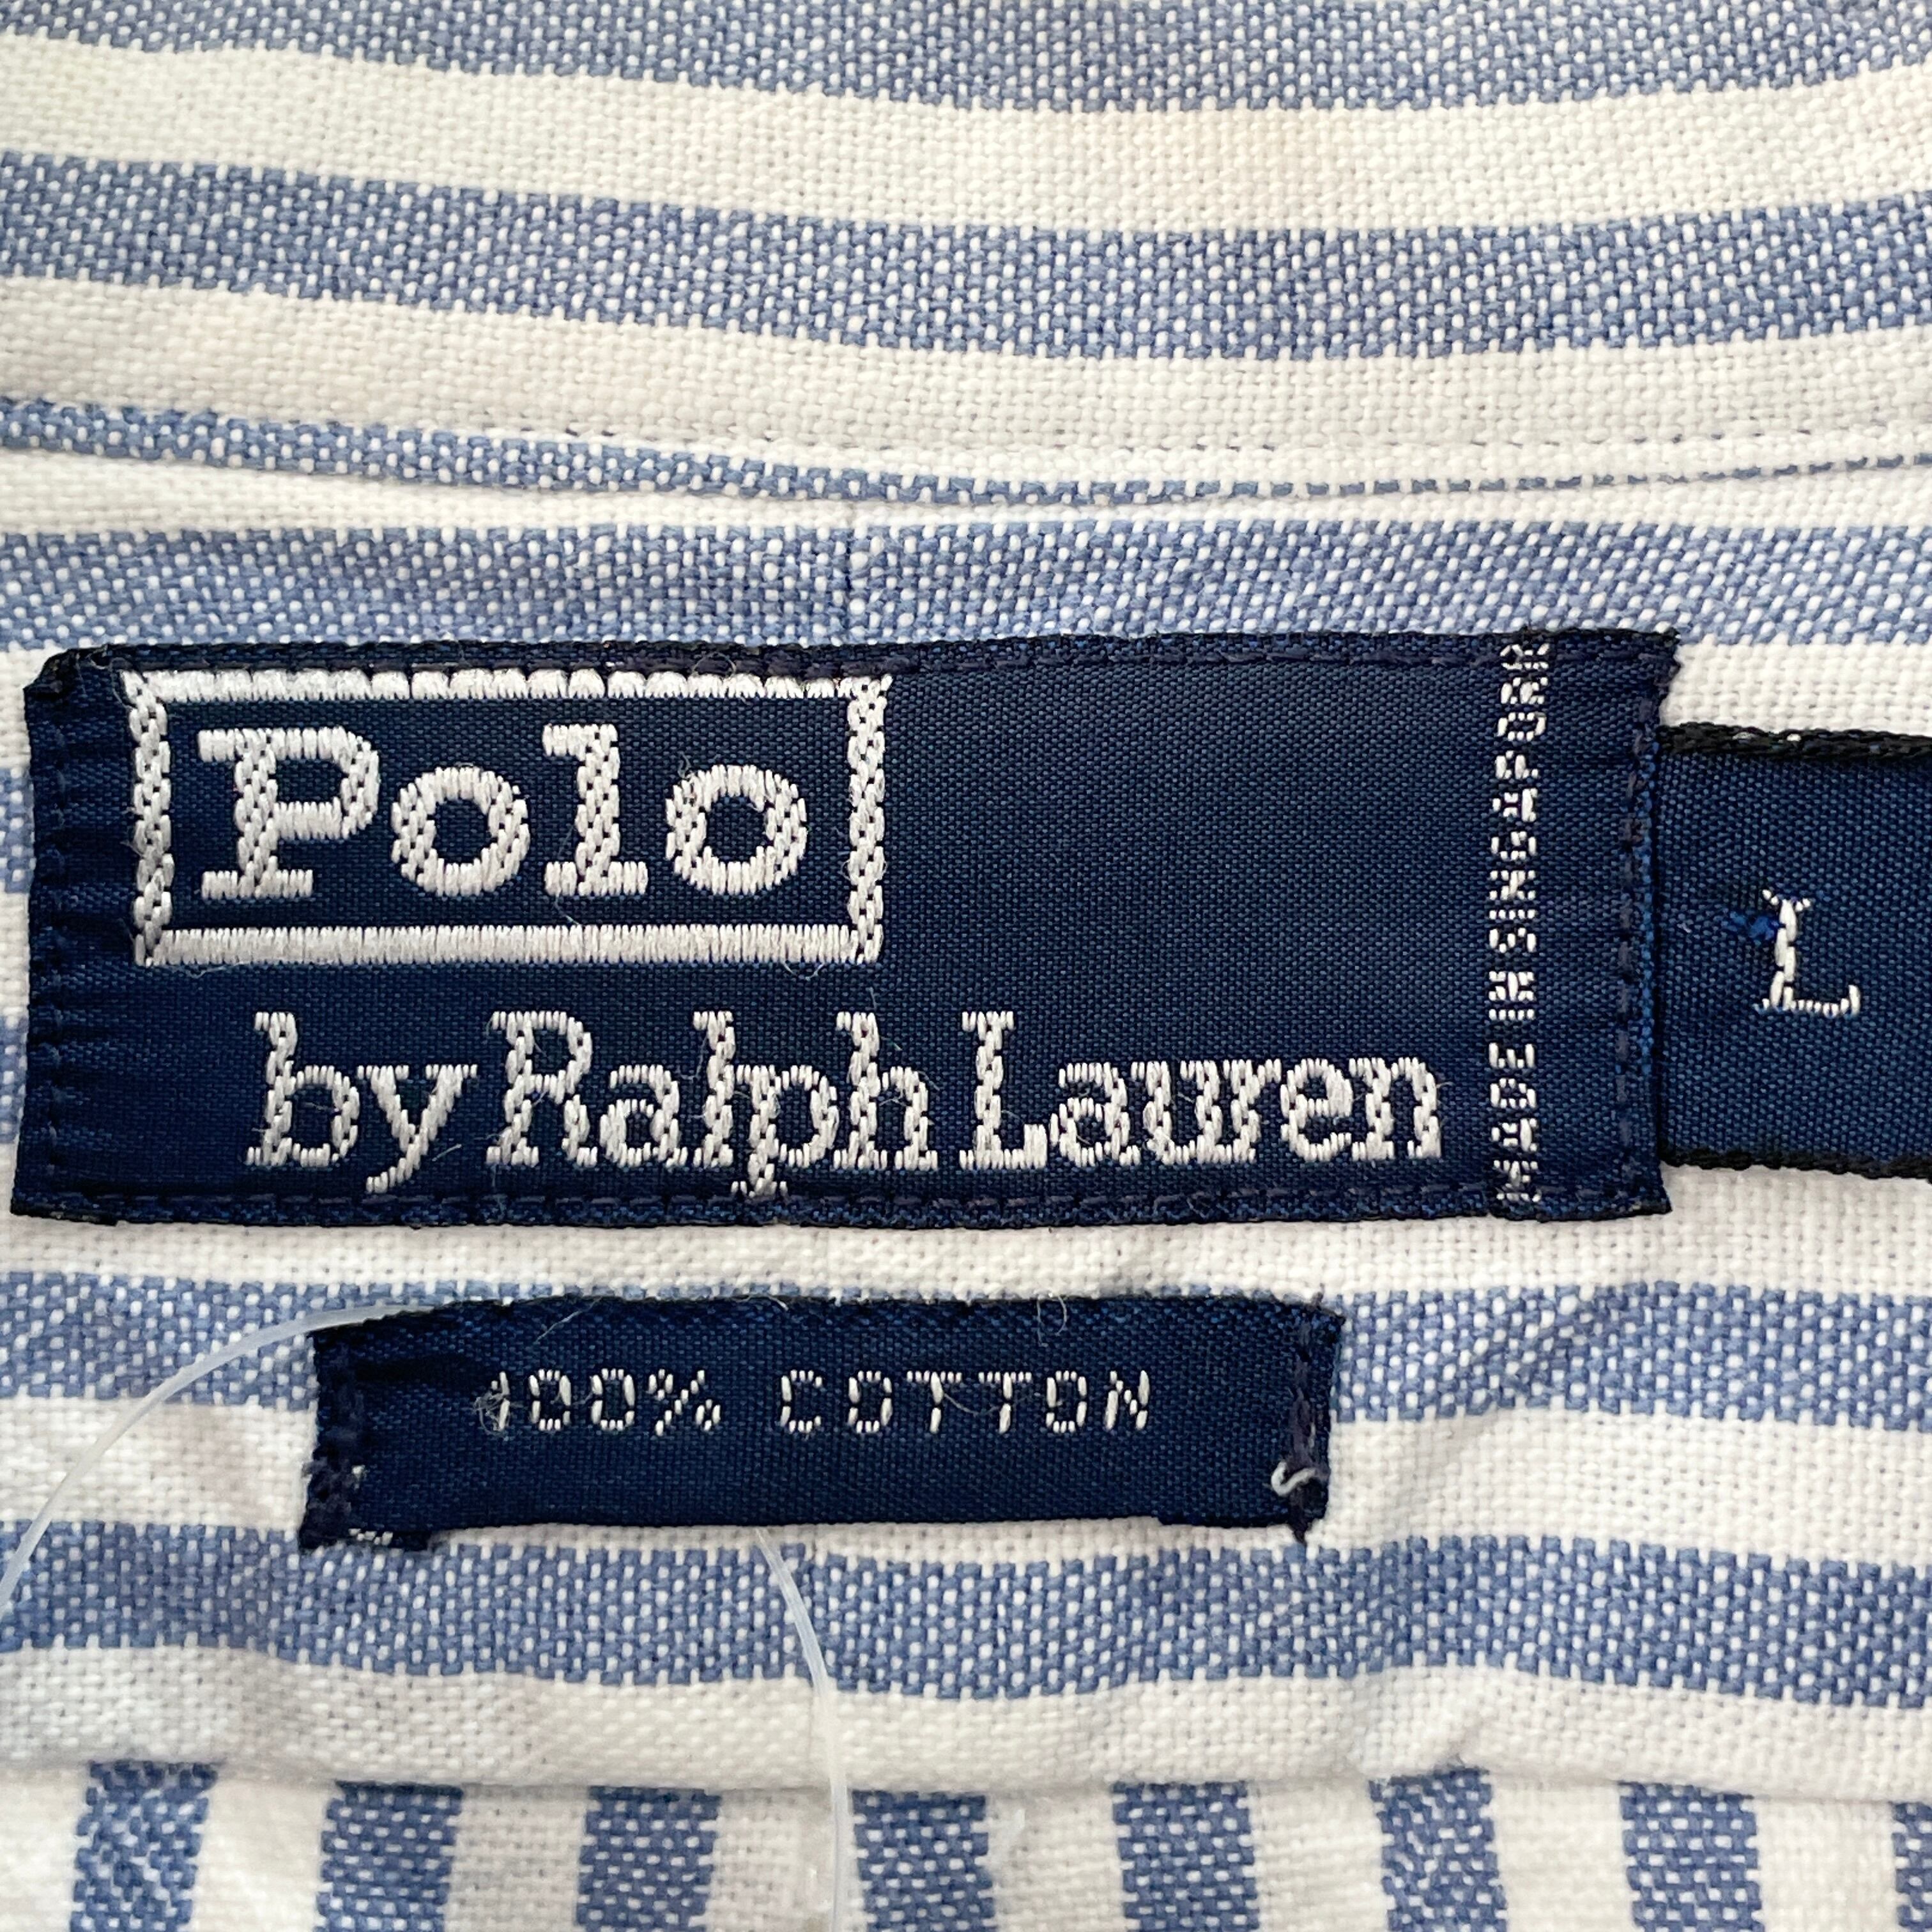 Polo
by Ralph Lauren
MADE IN SINGAPORE
L
100% COTTON